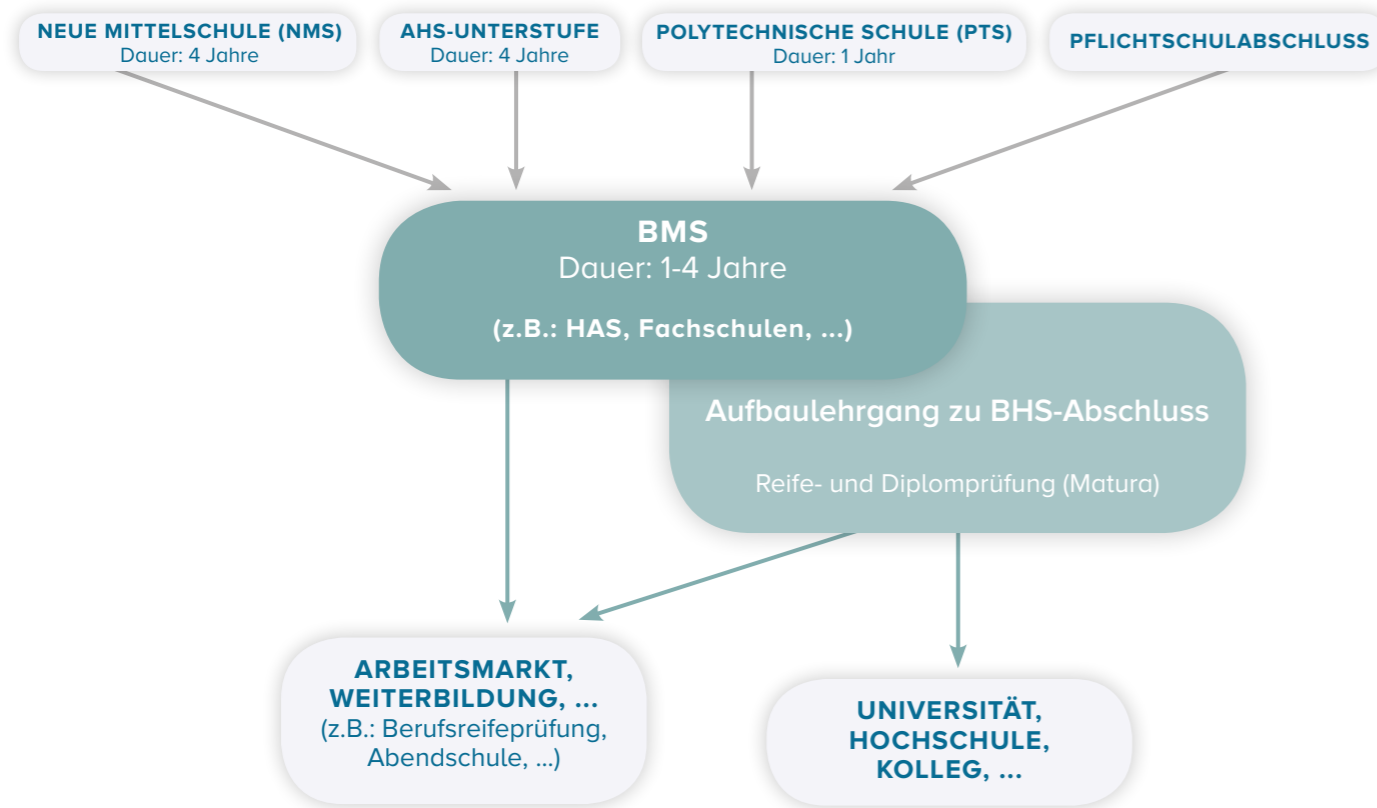 NEUE MITTELSCHULE (NMS)
Dauer: 4 Jahre
AHS-UNTERSTUFE
Dauer: 4 Jahre
POLYTECHNISCHE SCHULE (PTS)
Dauer: 1 Jahr
PFLICHTSCHULABSCHLUSS
BMS
Dauer: 1-4 Jahre
(z.B.: HAS, Fachschulen, ...)
Aufbaulehrgang zu BHS-Abschluss
Reife- und Diplomprüfung (Matura)
ARBEITSMARKT,
WEITERBILDUNG, ...
(z.B.: Berufsreifeprüfung,
Abendschule, ...)
UNIVERSITÄT,
HOCHSCHULE,
KOLLEG, ...